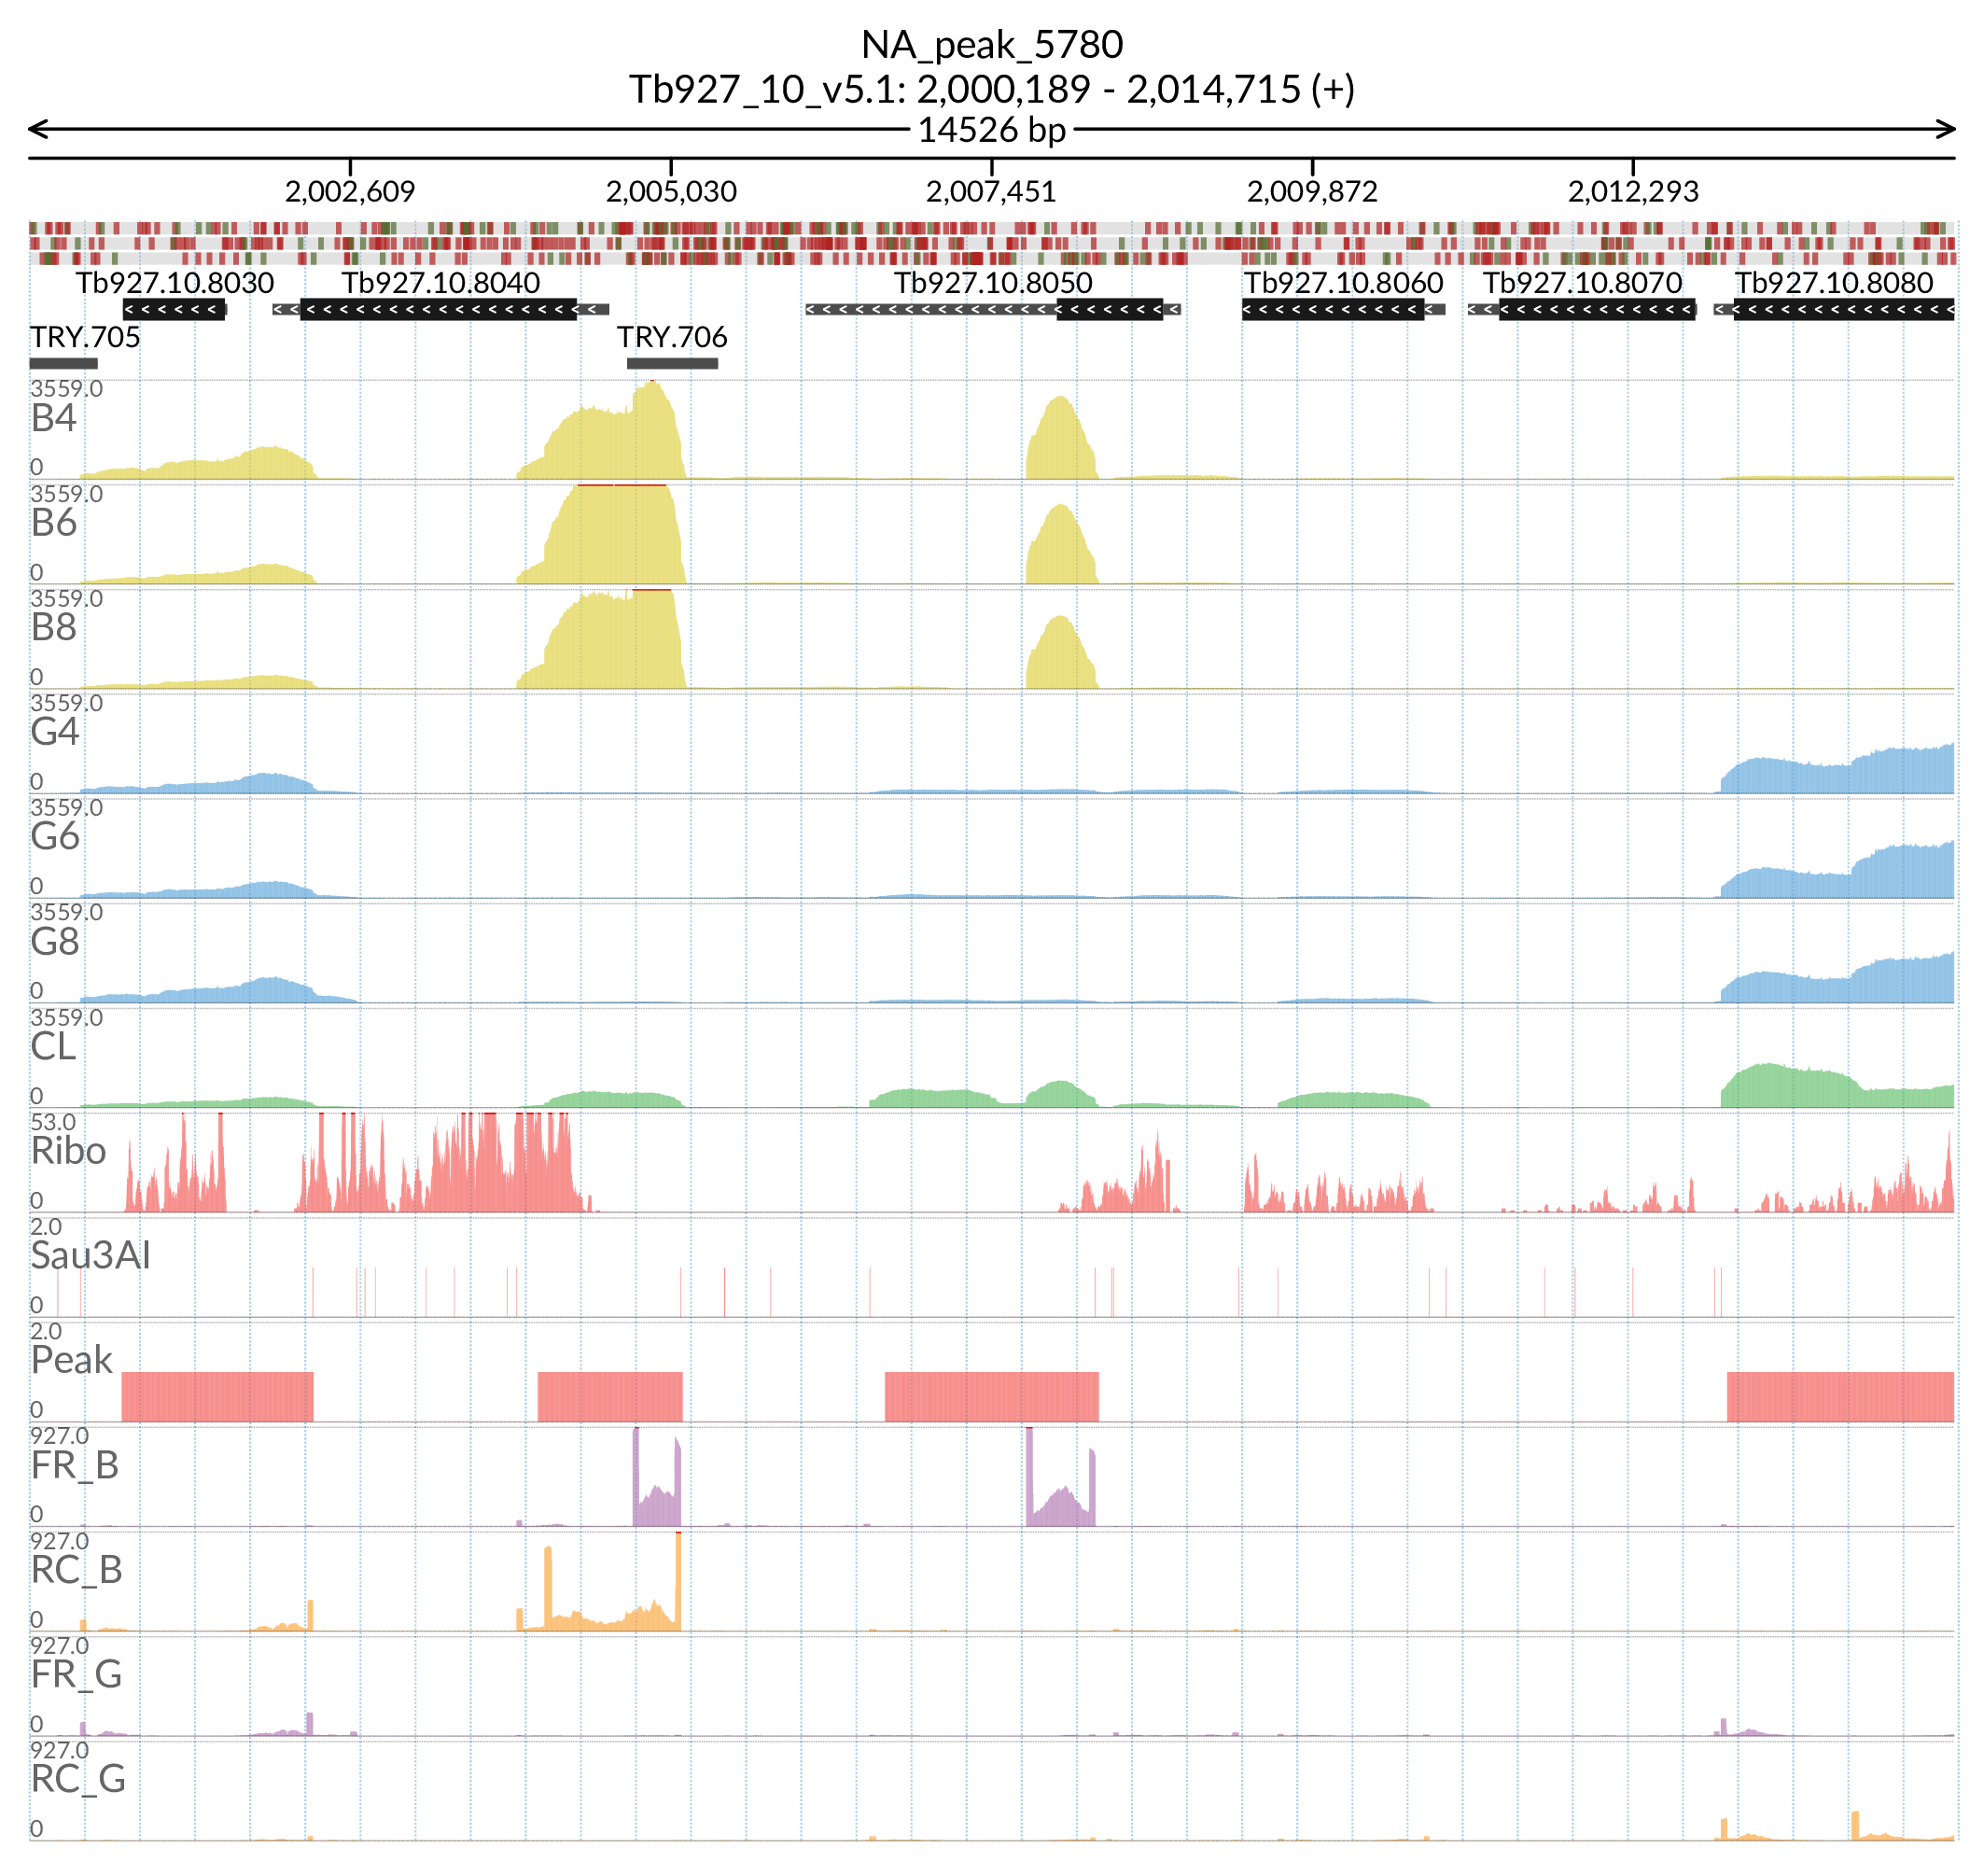 NA_peak_5780
Tb927_10_v5.1: 2,000,189 - 2,014,715 (+)
14526 bp
2,002,609 2,005,030 2,007,451 2,009,872 2,012,293
Tb927.10.8030 Tb927.10.8040 Tb927.10.8050 Tb927.10.8060 Tb927.10.8070 Tb927.10.8080
TRY.705 TRY.706
3559.0
B4
0
3559.0
B6
0
3559.0
B8
0
3559.0
G4
0
3559.0
G6
0
3559.0
G8
0
3559.0
CL
0
53.0
Ribo
0
2.0
Sau3AI
0
2.0
Peak
0
927.0
FR_B
0
927.0
RC_B
0
927.0
FR_G
0
927.0
RC_G
0